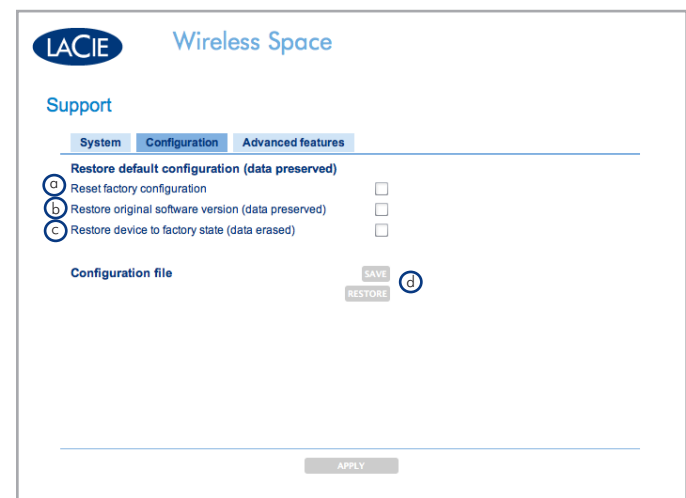 LACIE Wireless Space
Support
System Configuration Advanced features
Restore default configuration (data preserved)
a Reset factory configuration
b Restore original software version (data preserved)
c Restore device to factory state (data erased)
Configuration file SAVE d
RESTORE
APPLY